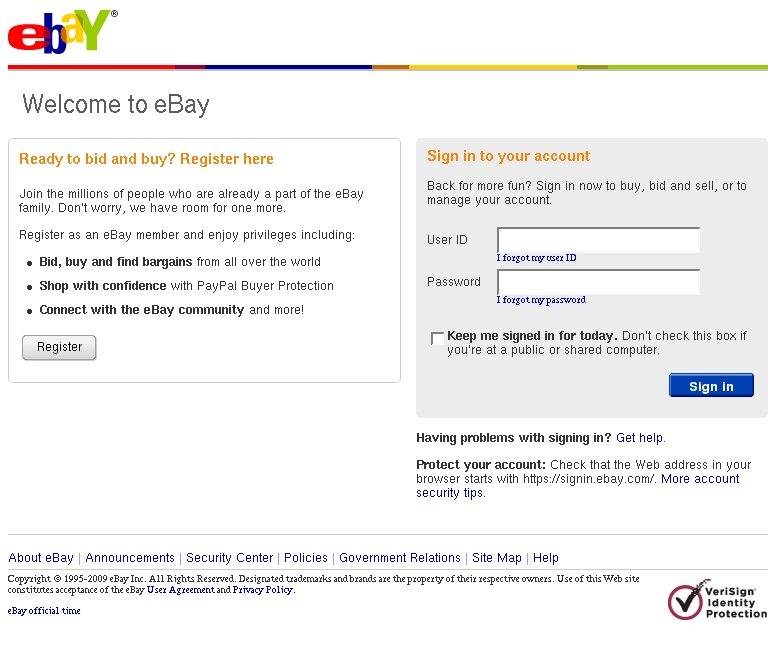 ebaY®
Welcome to eBay
Ready to bid and buy? Register here
Join the millions of people who are already a part of the eBay
family. Don't worry, we have room for one more.
Register as an eBay member and enjoy privileges including:
• Bid, buy and find bargains from all over the world
• Shop with confidence with PayPal Buyer Protection
• Connect with the eBay community and more!
Register
Sign in to your account
Back for more fun? Sign in now to buy, bid and sell, or to
manage your account.
User ID
I forgot my user ID
Password
I forgot my password
Keep me signed in for today. Don't check this box if
you're at a public or shared computer.
Sign in
Having problems with signing in? Get help.
Protect your account: Check that the Web address in your
browser starts with https://signin.ebay.com/. More account
security tips.
About eBay | Announcements | Security Center | Policies | Government Relations | Site Map | Help
Copyright © 1995-2009 eBay Inc. All Rights Reserved. Designated trademarks and brands are the property of their respective owners. Use of this Web site
constitutes acceptance of the eBay User Agreement and Privacy Policy.
eBay official time
VeriSign
Identity
Protection